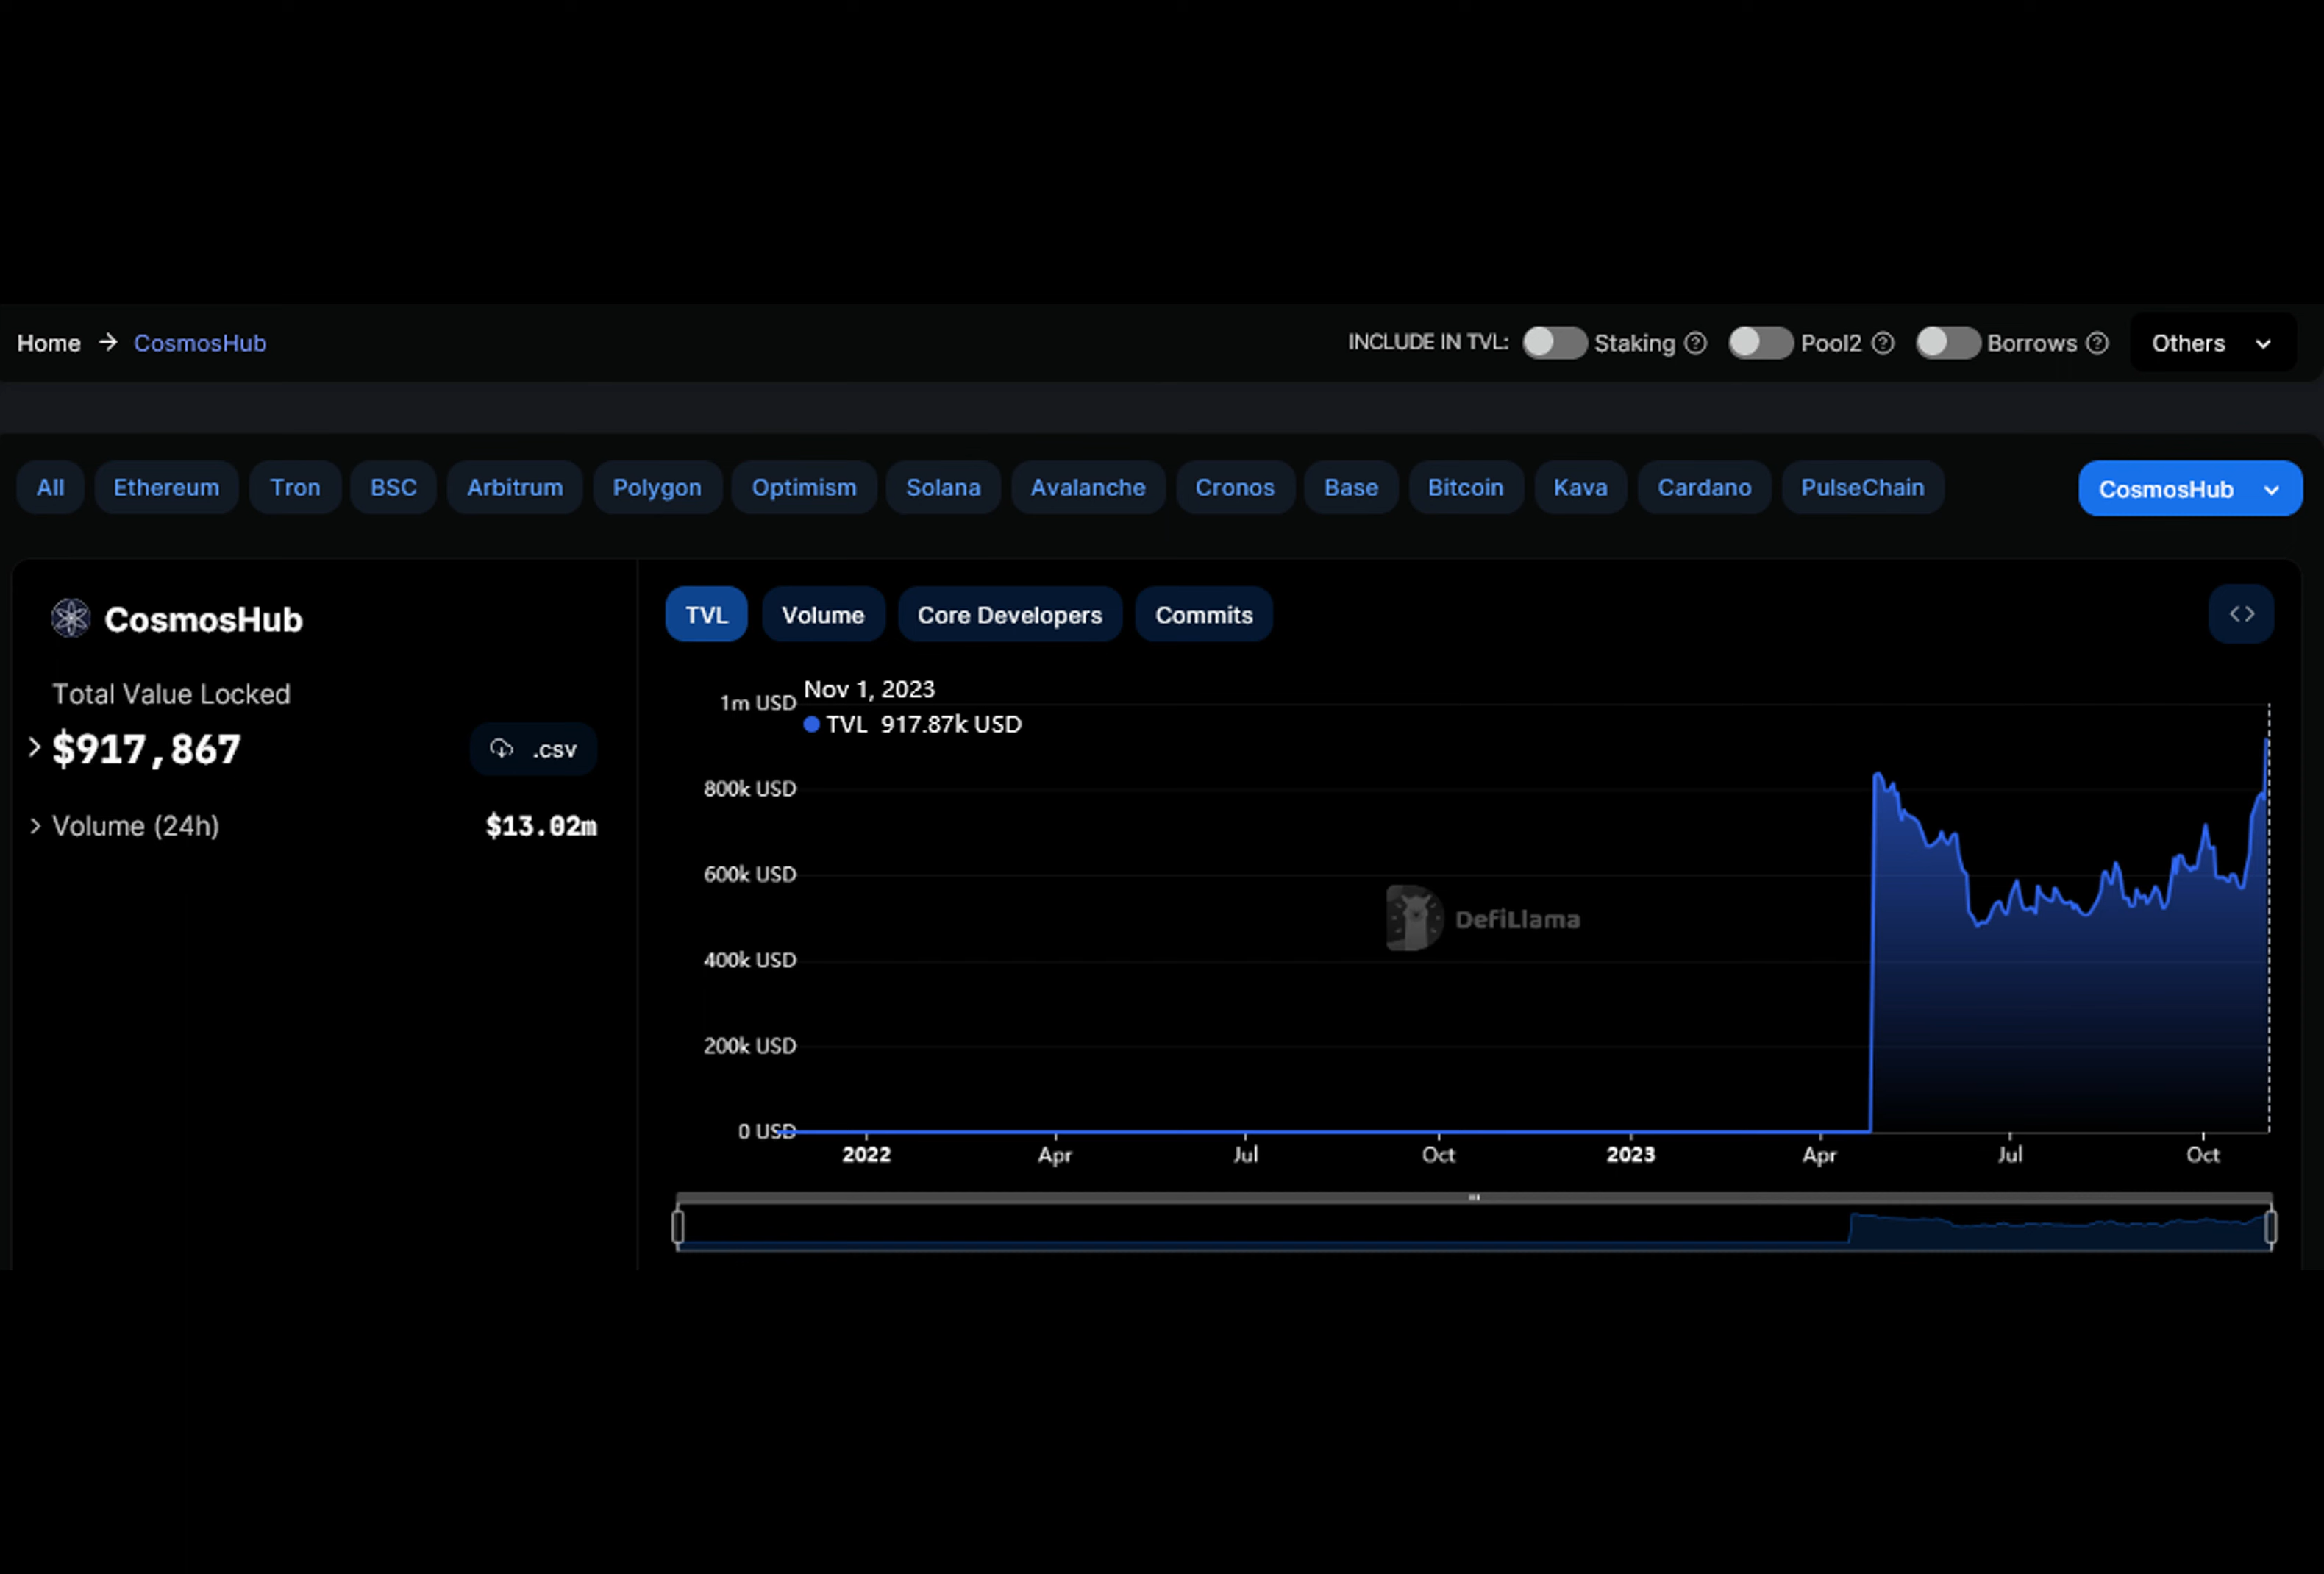 Home → CosmosHub INCLUDE IN TVL: Staking Pool2 Borrows Others
All Ethereum Tron BSC Arbitrum Polygon Optimism Solana Avalanche Cronos Base Bitcoin Kava Cardano PulseChain CosmosHub
CosmosHub
Total Value Locked
$917,867 .csv
Volume (24h) $13.02m
TVL Volume Core Developers Commits <>
Nov 1, 2023
TVL 917.87k USD
1m USD
800k USD
600k USD
400k USD
200k USD
0 USD
DefiLlama
2022 Apr Jul Oct 2023 Apr Jul Oct